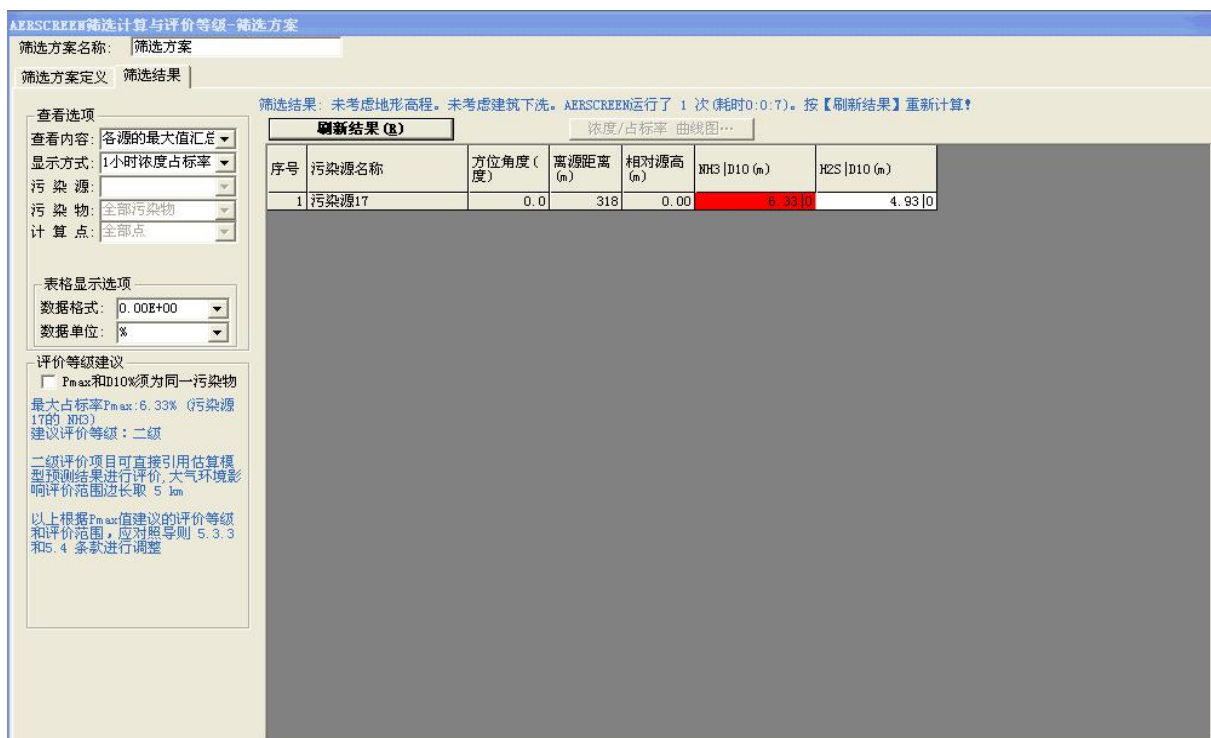 AERSCREEN筛选计算与评价等级-筛选方案
筛选方案名称: 筛选方案
筛选方案定义 筛选结果
查看选项
查看内容: 各源的最大值汇总
显示方式: 1小时浓度占标率
污 染 源:
污 染 物: 全部污染物
计 算 点: 全部点
表格显示选项
数据格式: 0.00E+00
数据单位: %
评价等级建议
Pmax和D10%须为同一污染物
最大占标率Pmax:6.33% (污染源
17的 NH3)
建议评价等级: 二级
二级评价项目可直接引用估算模
型预测结果进行评价,大气环境影
响评价范围边长取 5 km
以上根据Pmax值建议的评价等级
和评价范围,应对照导则 5.3.3
和5.4 条款进行调整
筛选结果: 未考虑地形高程。未考虑建筑下洗。AERSCREEN运行了 1 次(耗时0:0:7)。按【刷新结果】重新计算!
刷新结果(R) 浓度/占标率 曲线图…
序号 污染源名称 方位角度(度) 离源距离(m) 相对源高(m) NH3|D10(m) H2S|D10(m)
1 污染源17 0.0 318 0.00 6.33|0 4.93|0